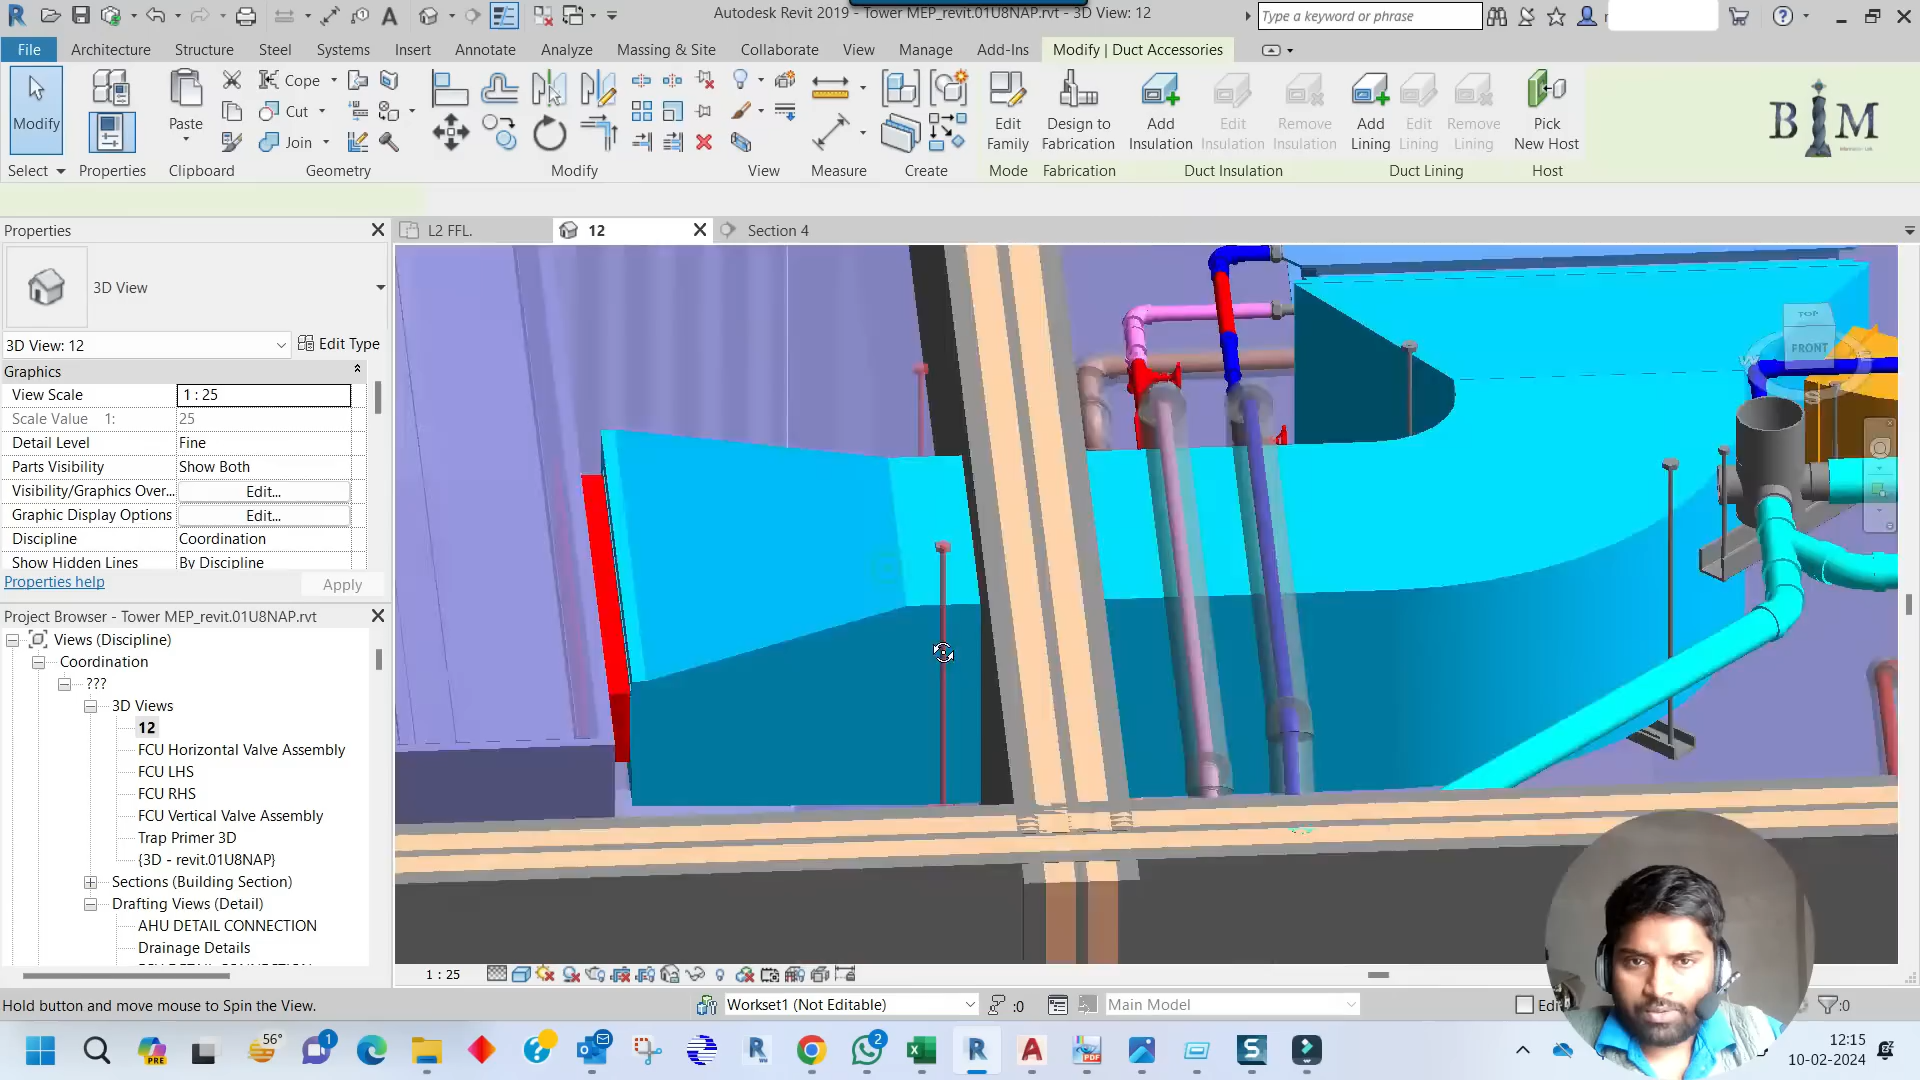 Autodesk Revit 2019 - Tower MEP_revit.01U8NAP.rvt - 3D View: 12
Type a keyword or phrase
File
Architecture
Structure
Steel
Systems
Insert
Annotate
Analyze
Massing & Site
Collaborate
View
Manage
Add-Ins
Modify | Duct Accessories
Modify
Paste
Cope
Cut
Join
Edit
Family
Design to
Fabrication
Add
Insulation
Edit
Insulation
Remove
Insulation
Add
Lining
Edit
Lining
Remove
Lining
Pick
New Host
BIM
Select
Properties
Clipboard
Geometry
Modify
View
Measure
Create
Mode
Fabrication
Duct Insulation
Duct Lining
Host
Properties
L2 FFL.
12
Section 4
3D View
3D View: 12
Edit Type
Graphics
View Scale
1 : 25
Scale Value 1:
25
Detail Level
Fine
Parts Visibility
Show Both
Visibility/Graphics Over...
Edit...
Graphic Display Options
Edit...
Discipline
Coordination
Show Hidden Lines
By Discipline
Properties help
Apply
Project Browser - Tower MEP_revit.01U8NAP.rvt
Views (Discipline)
Coordination
???
3D Views
12
FCU Horizontal Valve Assembly
FCU LHS
FCU RHS
FCU Vertical Valve Assembly
Trap Primer 3D
{3D - revit.01U8NAP}
Sections (Building Section)
Drafting Views (Detail)
AHU DETAIL CONNECTION
Drainage Details
TOP
FRONT
W
S
1 : 25
Hold button and move mouse to Spin the View.
Workset1 (Not Editable)
:0
Main Model
:0
56°
1
2
PRE
12:15
10-02-2024